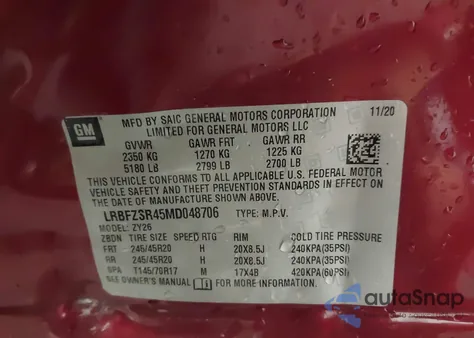 GM
MFD BY SAIC GENERAL MOTORS CORPORATION 11/20
LIMITED FOR GENERAL MOTORS LLC
GVWR GAWR FRT GAWR RR
2350 KG 1270 KG 1225 KG
5180 LB 2799 LB 2700 LB
THIS VEHICLE CONFORMS TO ALL APPLICABLE U.S. FEDERAL MOTOR
VEHICLE SAFETY AND THEFT PREVENTION STANDARDS IN EFFECT ON
THE DATE OF MANUFACTURE SHOWN ABOVE.
LRBFZSR45MD048706 TYPE: M.P.V.
MODEL: ZY26
ZBDN TIRE SIZE SPEED RTG RIM COLD TIRE PRESSURE
FRT 245/45R20 H 20X8.5J 240KPA(35PSI)
RR 245/45R20 H 20X8.5J 240KPA(35PSI)
SPA T145/70R17 M 17X4B 420KPA(60PSI)
SEE OWNER'S MANUAL FOR MORE INFORMATION
autoSnap